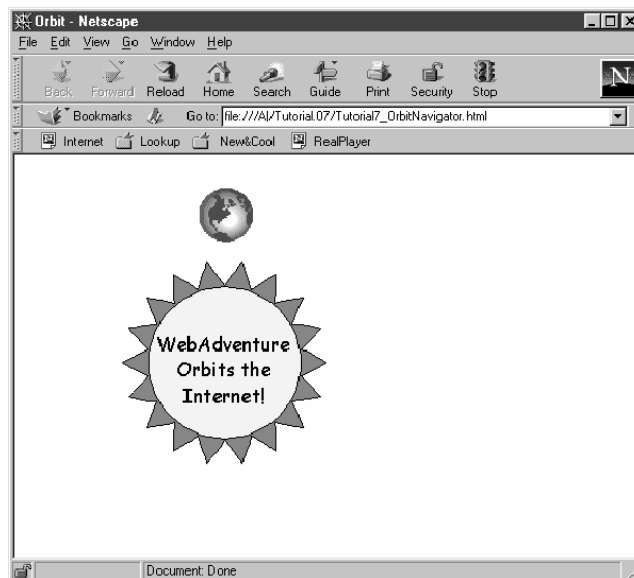 Orbit - Netscape
File Edit View Go Window Help
Back Forward Reload Home Search Guide Print Security Stop
N
Bookmarks Go to: file:///A|/Tutorial.07/Tutorial7_OrbitNavigator.html
Internet Lookup New&Cool RealPlayer
WebAdventure
Orbits the
Internet!
Document: Done